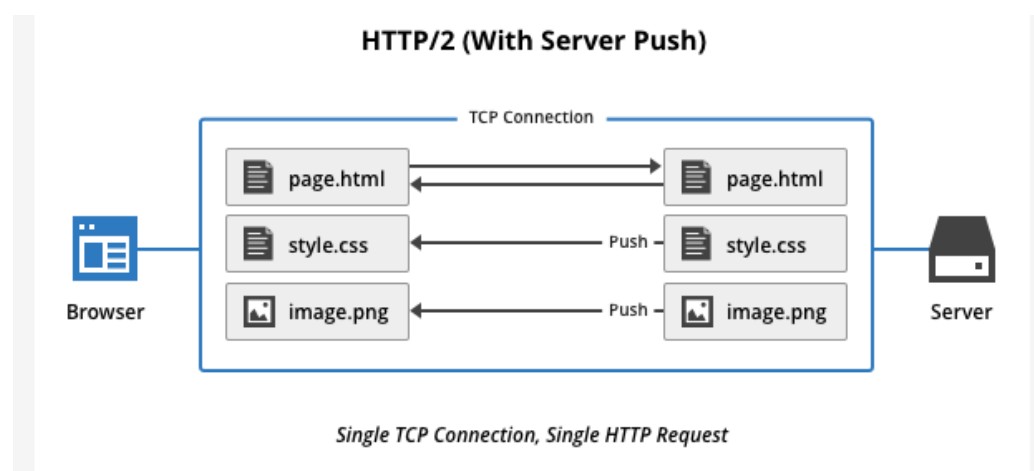 HTTP/2 (With Server Push)
TCP Connection
page.html
page.html
style.css
Push
style.css
image.png
Push
image.png
Browser
Server
Single TCP Connection, Single HTTP Request